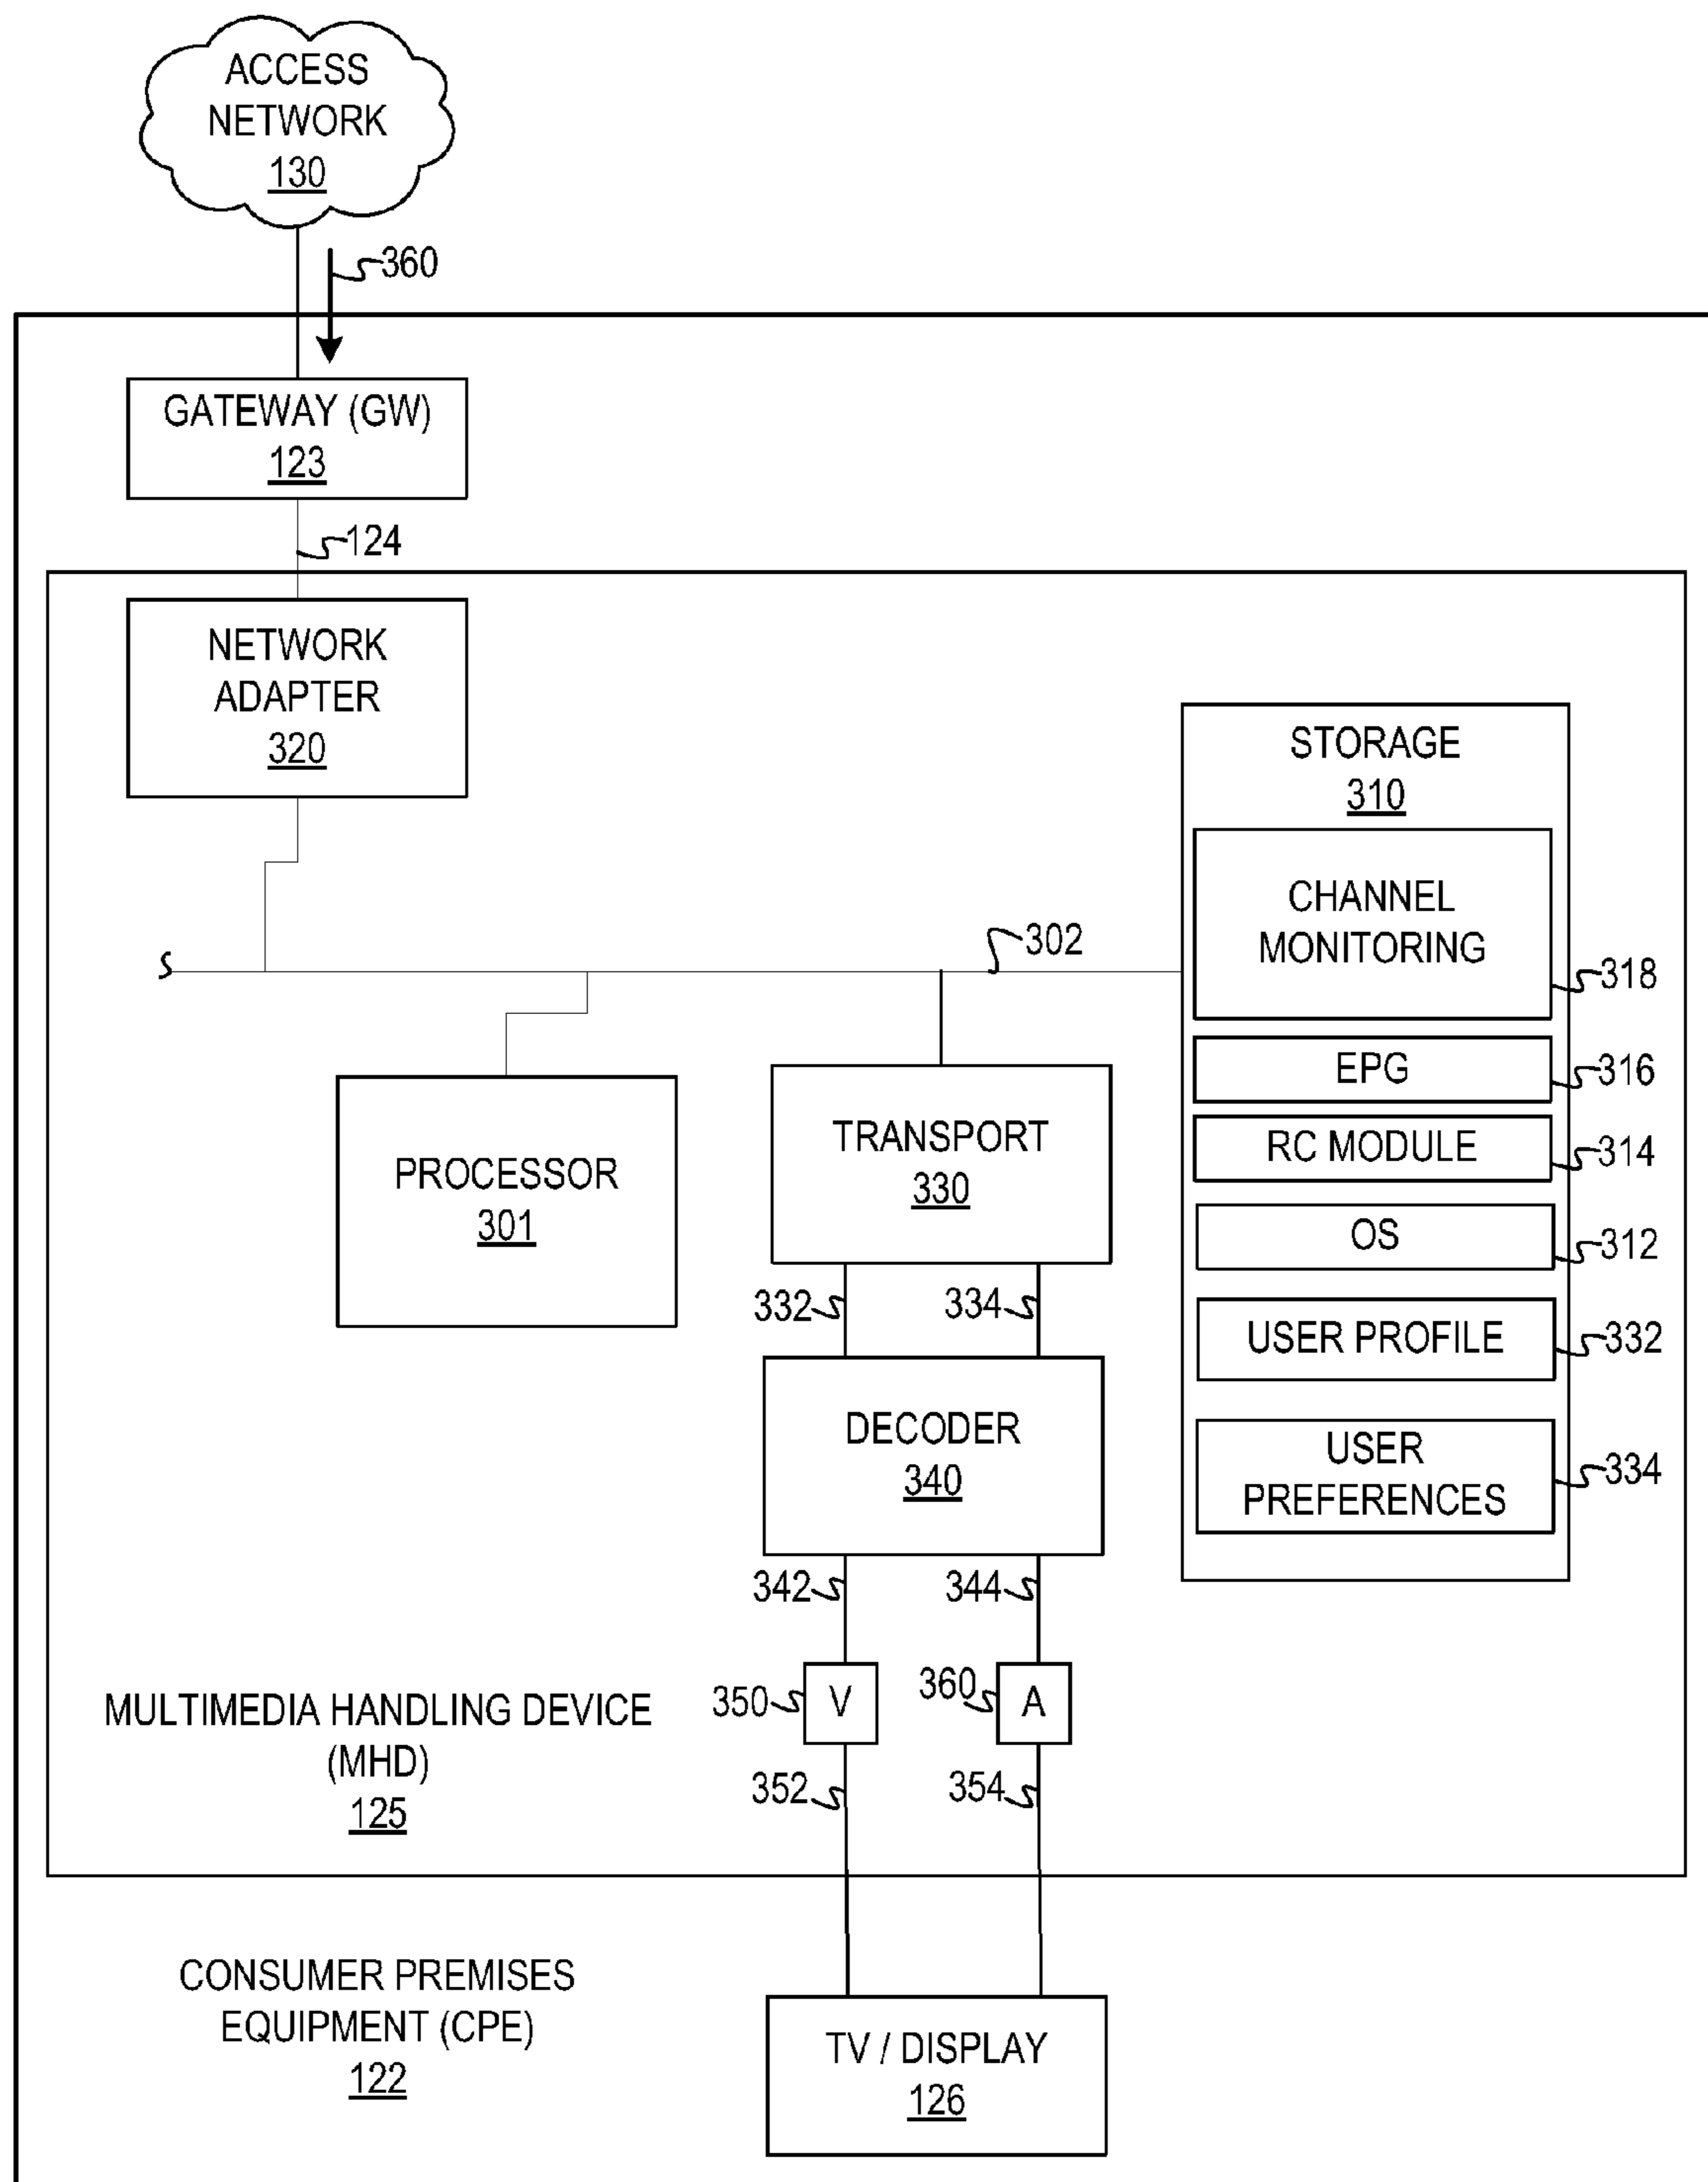 ACCESS
NETWORK
130
360
GATEWAY (GW)
123
124
NETWORK
ADAPTER
320
STORAGE
310
CHANNEL
MONITORING
318
302
EPG
316
RC MODULE
314
OS
312
USER PROFILE
332
USER
PREFERENCES
334
PROCESSOR
301
TRANSPORT
330
332
334
DECODER
340
342
344
350
V
360
A
352
354
MULTIMEDIA HANDLING DEVICE
(MHD)
125
CONSUMER PREMISES
EQUIPMENT (CPE)
122
TV / DISPLAY
126